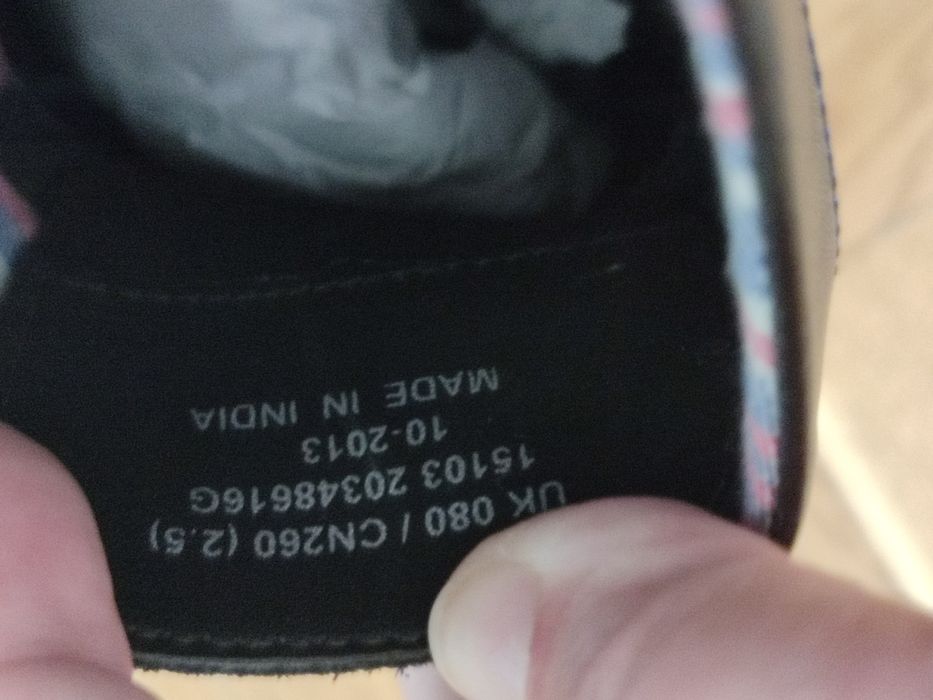 UK 080 / CN260 (2.5)
15103 20348616G
10-2013
MADE IN INDIA